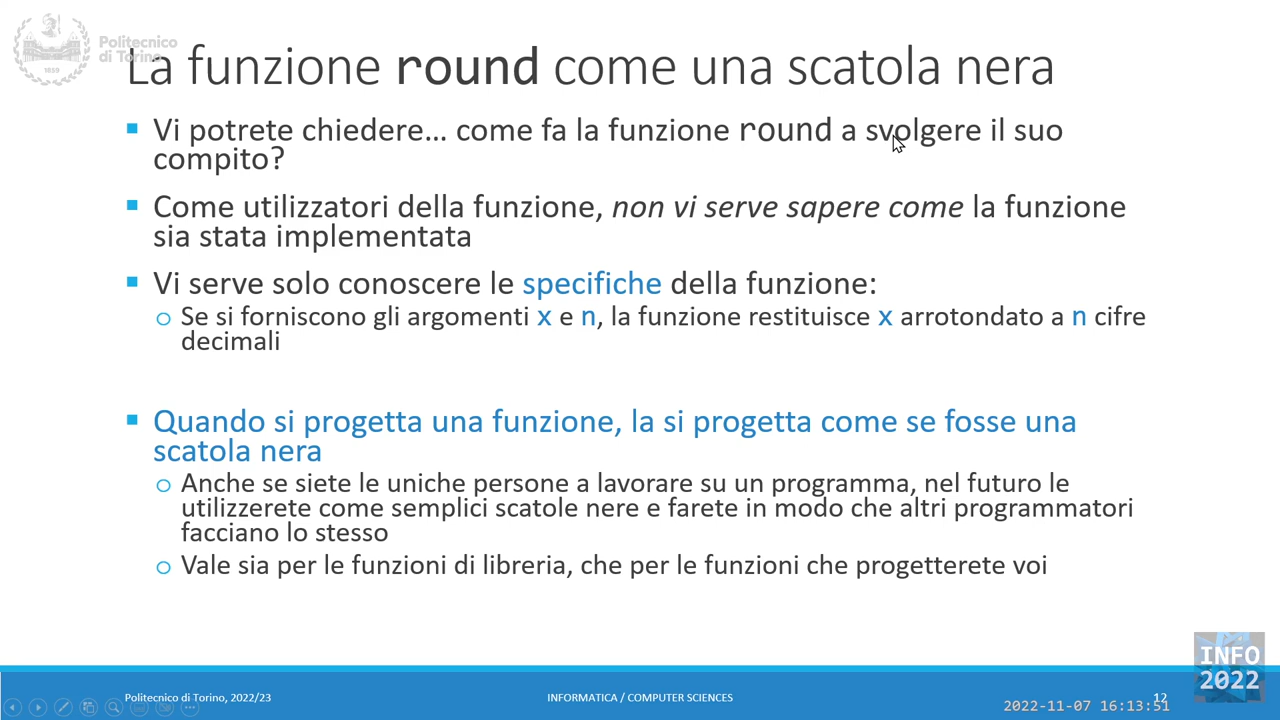 Politecnico
di Torino
1859
La funzione round come una scatola nera
Vi potrete chiedere… come fa la funzione round a svolgere il suo
compito?
Come utilizzatori della funzione, non vi serve sapere come la funzione
sia stata implementata
Vi serve solo conoscere le specifiche della funzione:
Se si forniscono gli argomenti x e n, la funzione restituisce x arrotondato a n cifre
decimali
Quando si progetta una funzione, la si progetta come se fosse una
scatola nera
Anche se siete le uniche persone a lavorare su un programma, nel futuro le
utilizzerete come semplici scatole nere e farete in modo che altri programmatori
facciano lo stesso
Vale sia per le funzioni di libreria, che per le funzioni che progetterete voi
INFO
2022
Politecnico di Torino, 2022/23
INFORMATICA / COMPUTER SCIENCES
12
2022-11-07 16:13:51